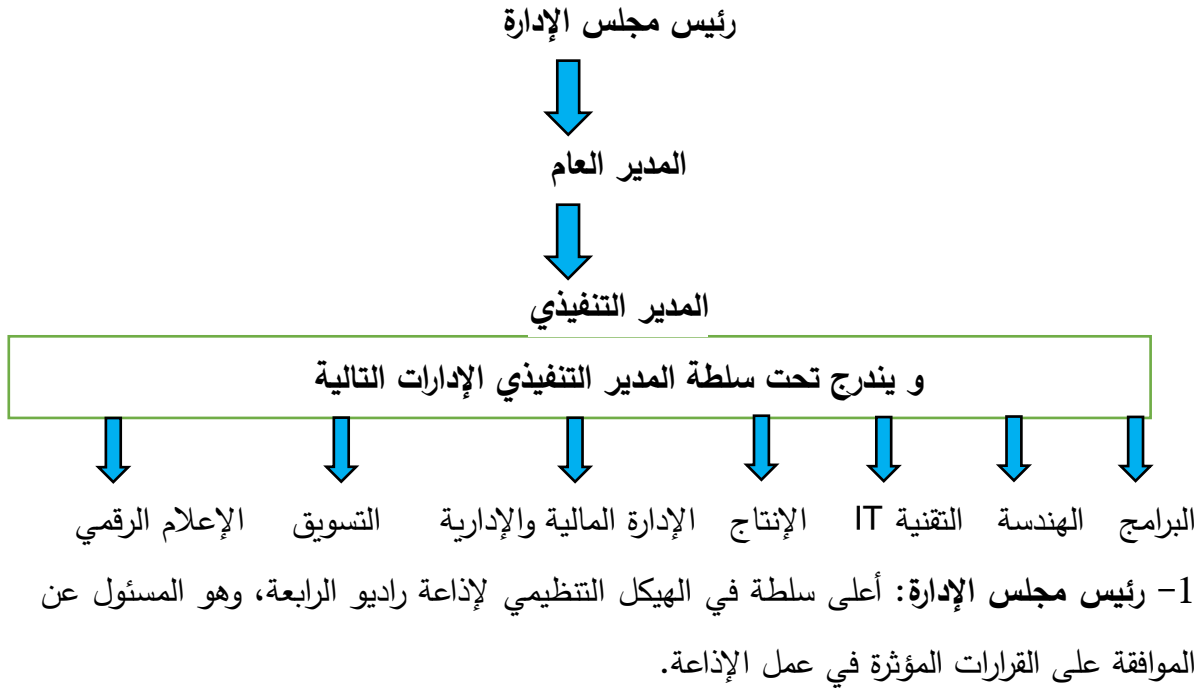 رئيس مجلس الإدارة
المدير العام
المدير التنفيذي
و يندرج تحت سلطة المدير التنفيذي الإدارات التالية
البرامج الهندسة التقنية IT الإنتاج الإدارة المالية والإدارية التسويق الإعلام الرقمي
1- رئيس مجلس الإدارة: أعلى سلطة في الهيكل التنظيمي لإذاعة راديو الرابعة، وهو المسئول عن
الموافقة على القرارات المؤثرة في عمل الإذاعة.